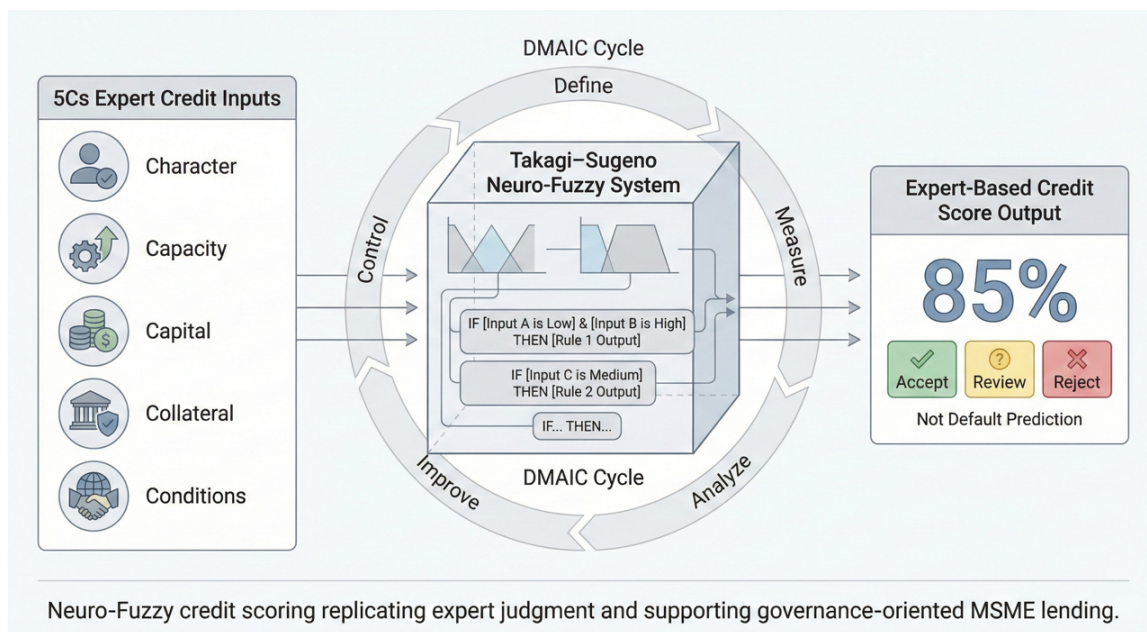 DMAIC Cycle
Define
Measure
Analyze
Improve
Control
5Cs Expert Credit Inputs
Character
Capacity
Capital
$
Collateral
Conditions
Takagi–Sugeno
Neuro-Fuzzy System
IF [Input A is Low] & [Input B is High]
THEN [Rule 1 Output]
IF [Input C is Medium]
THEN [Rule 2 Output]
IF... THEN...
DMAIC Cycle
Expert-Based Credit
Score Output
85%
Accept
?
Review
Reject
Not Default Prediction
Neuro-Fuzzy credit scoring replicating expert judgment and supporting governance-oriented MSME lending.